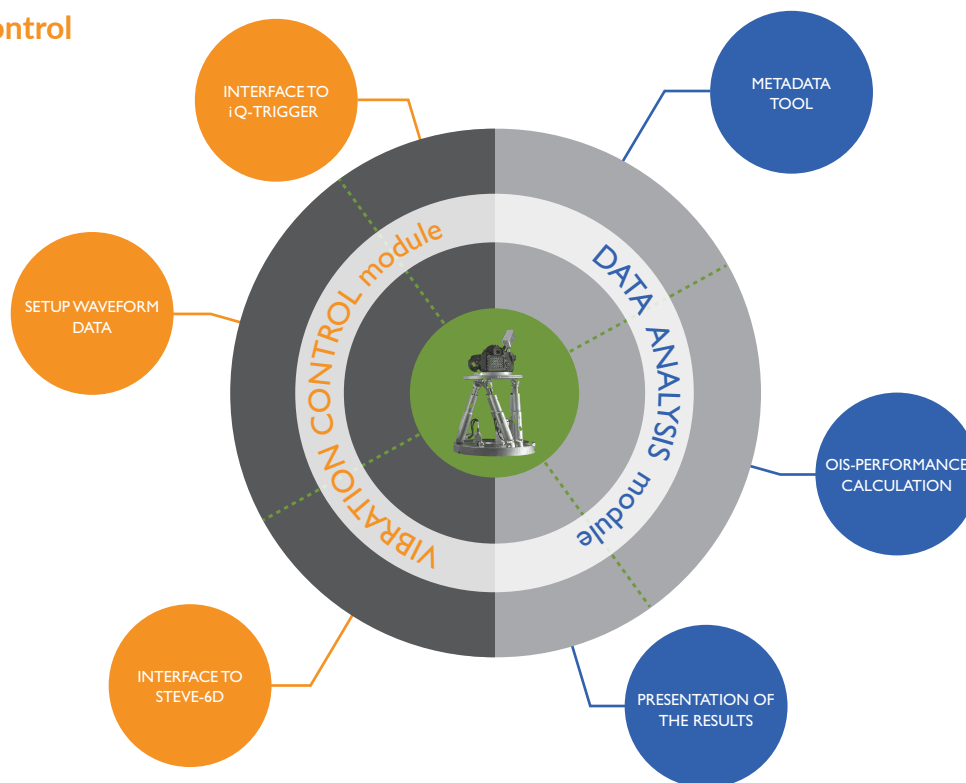 ontrol
INTERFACE TO
iQ-TRIGGER
METADATA
TOOL
SETUP WAVEFORM
DATA
VIBRATION CONTROL module
DATA ANALYSIS module
OIS-PERFORMANCE
CALCULATION
INTERFACE TO
STEVE-6D
PRESENTATION OF
THE RESULTS